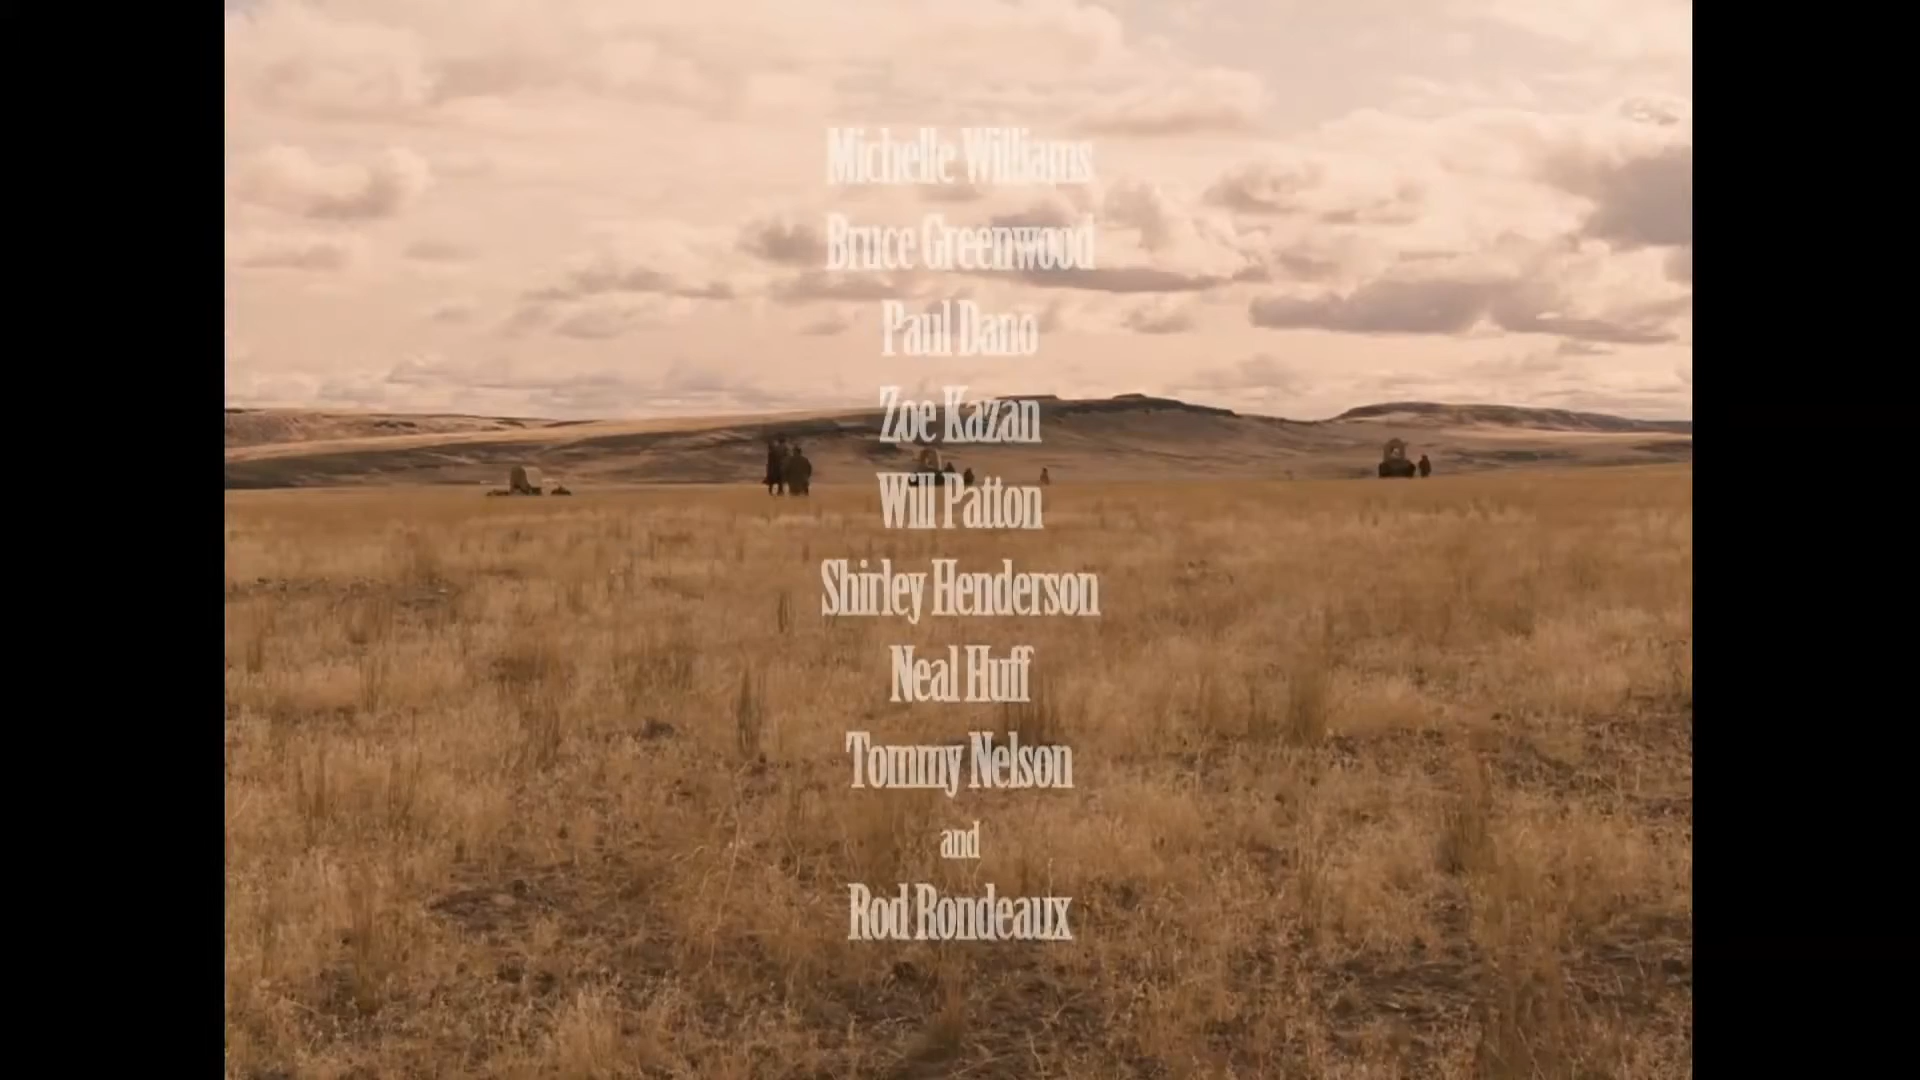 Michelle Williams
Bruce Greenwood
Paul Dano
Zoe Kazan
Will Patton
Shirley Henderson
Neal Huff
Tommy Nelson
and
Rod Rondeaux